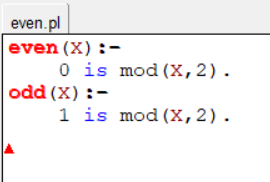 even.pl
even(X):-
0 is mod(X,2).
odd(X):-
1 is mod(X,2).